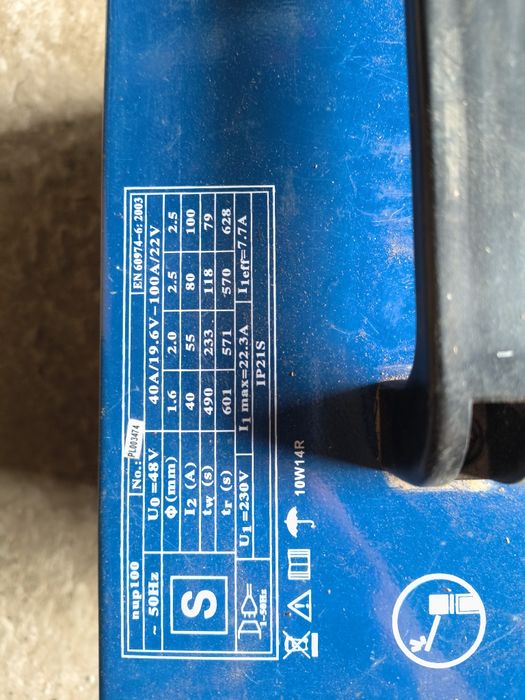 nup100 No.: PL003474 EN 60974-6: 2003
~ 50Hz U0 =48V 40A/19.6V-100A/22V
S Φ (mm) 1.6 2.0 2.5 2.5
I2 (A) 40 55 80 100
tw (s) 490 233 118 79
tr (s) 601 571 570 628
1~50Hz U1 =230V I1 max=22.3A I1eff=7.7A
IP21S
10W14R